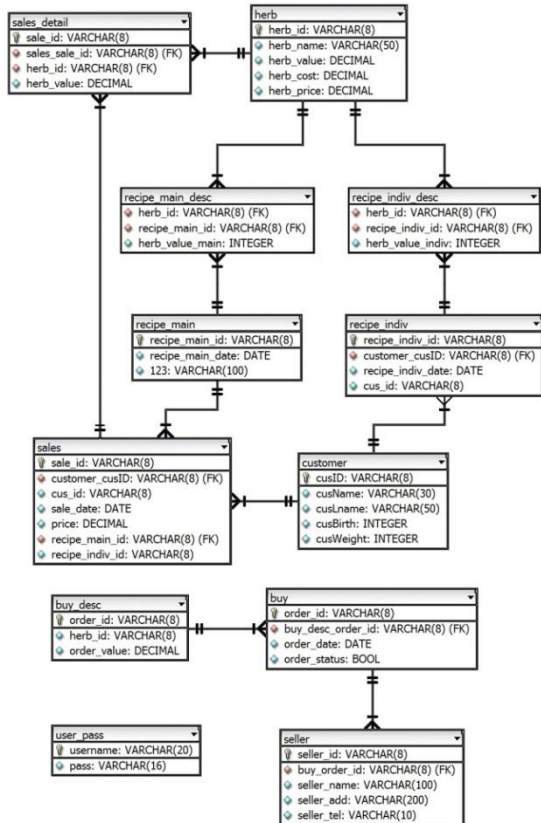 sales_detail
sale_id: VARCHAR(8)
sales_sale_id: VARCHAR(8) (FK)
herb_id: VARCHAR(8) (FK)
herb_value: DECIMAL
herb
herb_id: VARCHAR(8)
herb_name: VARCHAR(50)
herb_value: DECIMAL
herb_cost: DECIMAL
herb_price: DECIMAL
recipe_main_desc
herb_id: VARCHAR(8) (FK)
recipe_main_id: VARCHAR(8) (FK)
herb_value_main: INTEGER
recipe_indiv_desc
herb_id: VARCHAR(8) (FK)
recipe_indiv_id: VARCHAR(8) (FK)
herb_value_indiv: INTEGER
recipe_main
recipe_main_id: VARCHAR(8)
recipe_main_date: DATE
123: VARCHAR(100)
recipe_indiv
recipe_indiv_id: VARCHAR(8)
customer_cusID: VARCHAR(8) (FK)
recipe_indiv_date: DATE
cus_id: VARCHAR(8)
sales
sale_id: VARCHAR(8)
customer_cusID: VARCHAR(8) (FK)
cus_id: VARCHAR(8)
sale_date: DATE
price: DECIMAL
recipe_main_id: VARCHAR(8) (FK)
recipe_indiv_id: VARCHAR(8)
customer
cusID: VARCHAR(8)
cusName: VARCHAR(30)
cusLname: VARCHAR(50)
cusBirth: INTEGER
cusWeight: INTEGER
buy_desc
order_id: VARCHAR(8)
herb_id: VARCHAR(8)
order_value: DECIMAL
buy
order_id: VARCHAR(8)
buy_desc_order_id: VARCHAR(8) (FK)
order_date: DATE
order_status: BOOL
user_pass
username: VARCHAR(20)
pass: VARCHAR(16)
seller
seller_id: VARCHAR(8)
buy_order_id: VARCHAR(8) (FK)
seller_name: VARCHAR(100)
seller_add: VARCHAR(200)
seller_tel: VARCHAR(10)